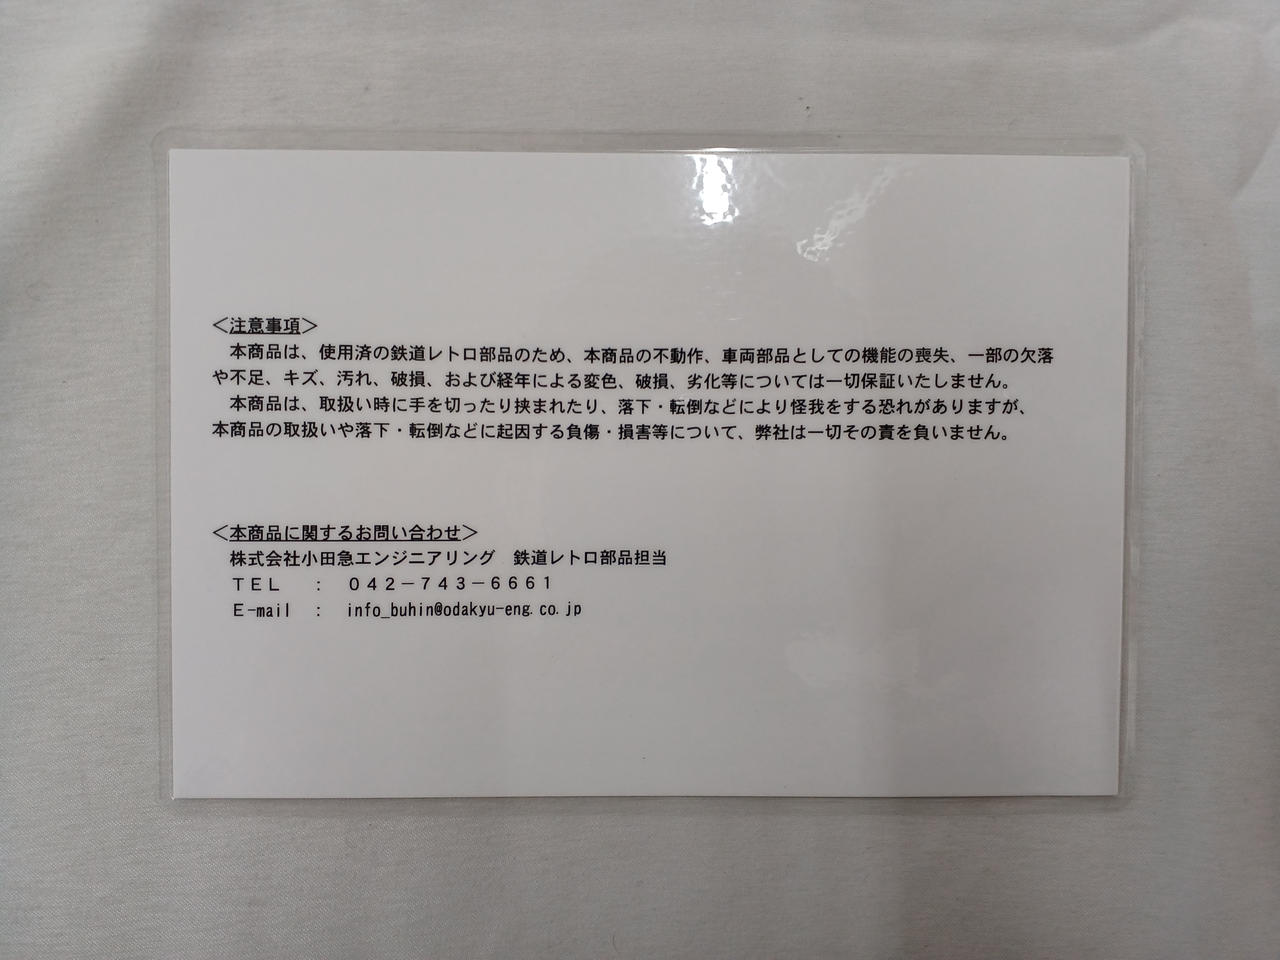 ＜注意事項＞
　本商品は、使用済の鉄道レトロ部品のため、本商品の不動作、車両部品としての機能の喪失、一部の欠落
や不足、キズ、汚れ、破損、および経年による変色、破損、劣化等については一切保証いたしません。
　本商品は、取扱い時に手を切ったり挟まれたり、落下・転倒などにより怪我をする恐れがありますが、
本商品の取扱いや落下・転倒などに起因する負傷・損害等について、弊社は一切その責を負いません。
＜本商品に関するお問い合わせ＞
　株式会社小田急エンジニアリング　鉄道レトロ部品担当
　ＴＥＬ　：　０４２－７４３－６６６１
　Ｅ-mail　：　info_buhin@odakyu-eng.co.jp